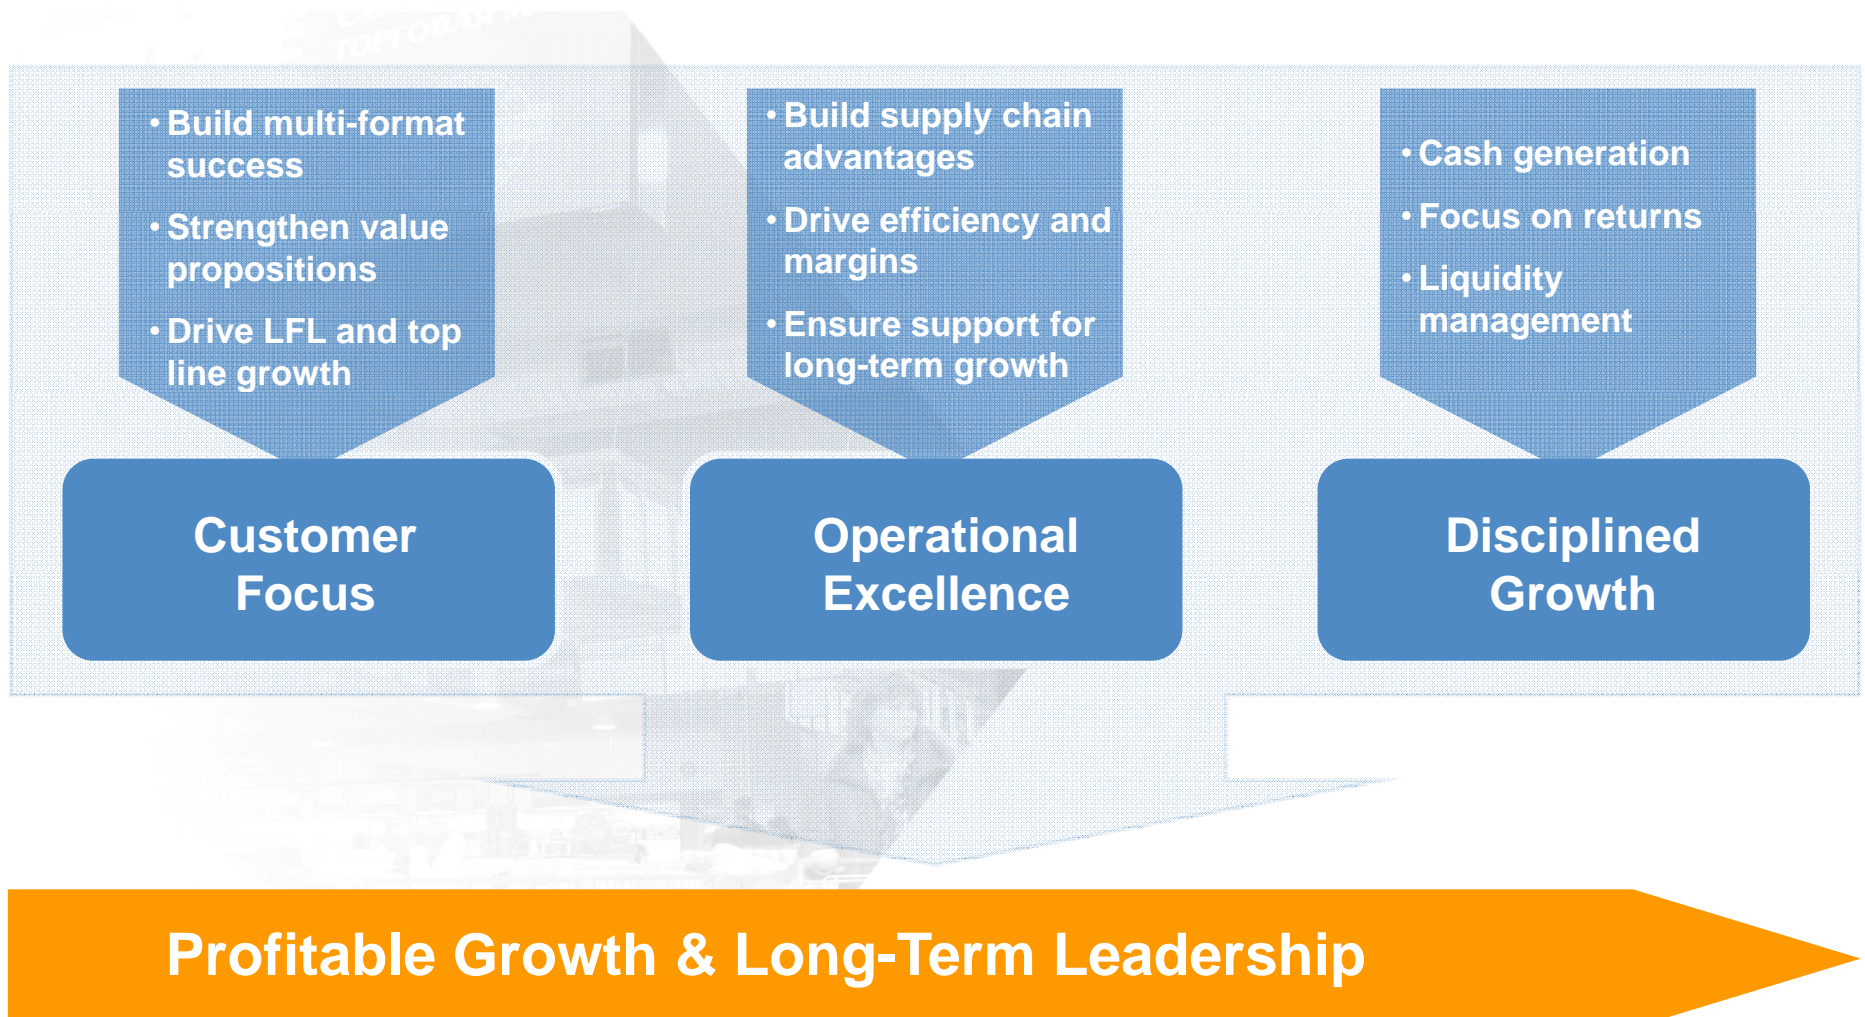 ТОРГОВАЯ
• Build multi-format
success
• Strengthen value
propositions
• Drive LFL and top
line growth
• Build supply chain
advantages
• Drive efficiency and
margins
• Ensure support for
long-term growth
• Cash generation
• Focus on returns
• Liquidity
management
Customer
Focus
Operational
Excellence
Disciplined
Growth
Profitable Growth & Long-Term Leadership